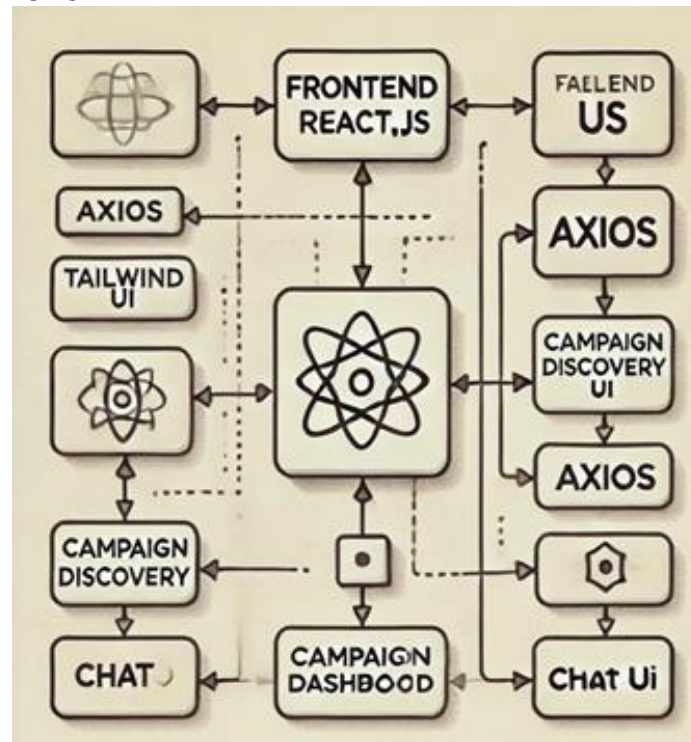 FRONTEND
REACT,JS
FAELEND
US
AXIOS
AXIOS
TAILWIND
UI
CAMPAIGN
DISCOVERY
UI
AXIOS
CAMPAIGN
DISCOVERY
CHAT
CAMPAIGN
DASHBOOD
CHAT Ui